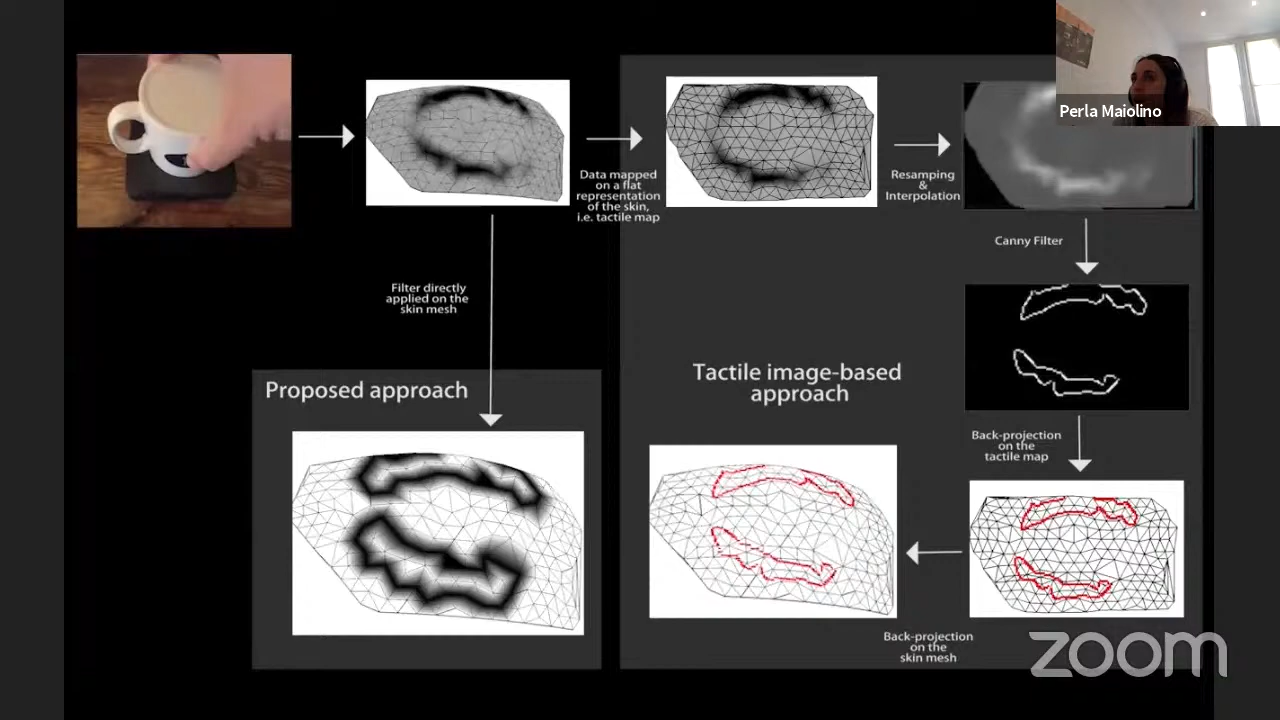 Perla Maiolino
Data mapped
on a flat
representation
of the skin,
i.e. tactile map
Resamping
&
Interpolation
Canny Filter
Filter directly
applied on the
skin mesh
Proposed approach
Tactile image-based
approach
Back-projection
on the
tactile map
Back-projection
on the
skin mesh
zoom